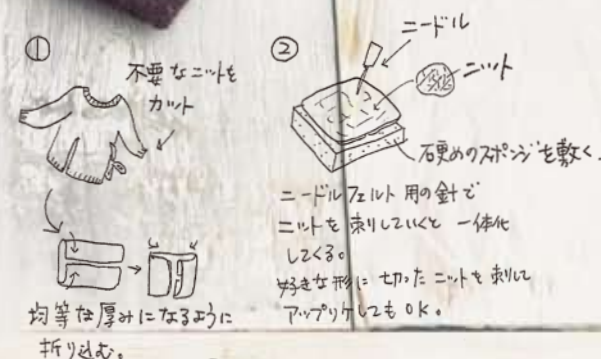 ①
不要なニットを
カット
均等な厚みになるように
折り込む。
②
ニードル
ニット
硬めのスポンジを敷く。
ニードルフェルト用の針で
ニットを刺していくと一体化
してくる。
好きな形に切ったニットを刺して
アップリケしてもOK。